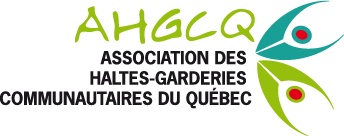 AHGCQ
ASSOCIATION DES
HALTES-GARDERIES
COMMUNAUTAIRES DU QUÉBEC